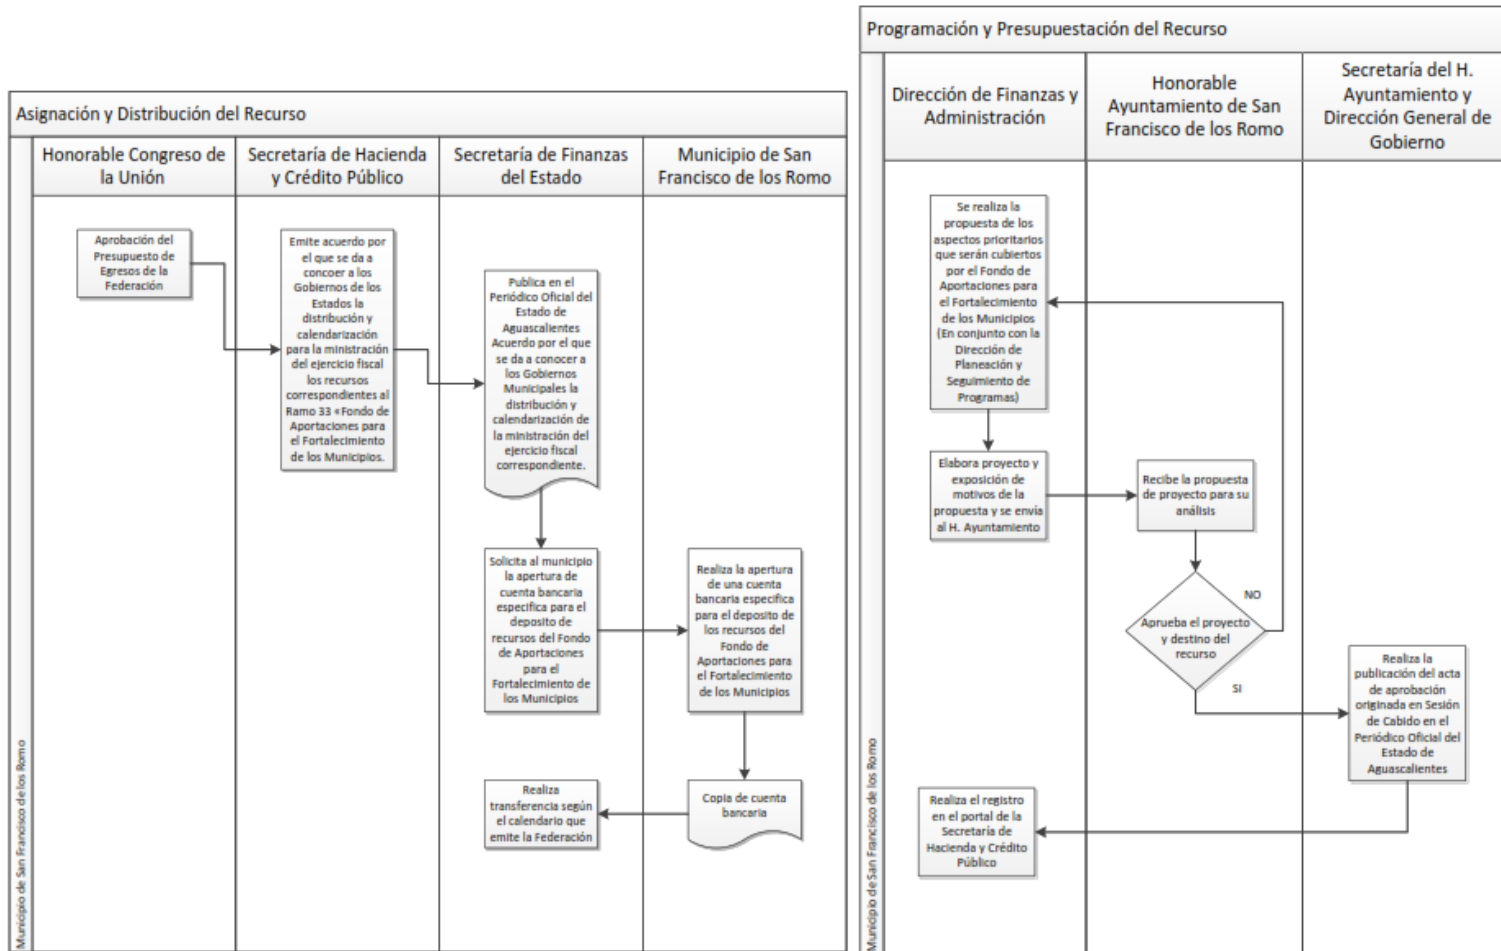 Asignación y Distribución del Recurso
Honorable Congreso de
la Unión
Secretaría de Hacienda
y Crédito Público
Secretaría de Finanzas
del Estado
Municipio de San
Francisco de los Romo
Municipio de San Francisco de los Romo
Aprobación del
Presupuesto de
Egresos de la
Federación
Emite acuerdo por
el que se da a
concoer a los
Gobiernos de los
Estados la
distribución y
calendarización
para la ministración
del ejercicio fiscal
los recursos
correspondientes al
Ramo 33 «Fondo de
Aportaciones para
el Fortalecimiento
de los Municipios.
Publica en el
Periódico Oficial del
Estado de
Aguascalientes
Acuerdo por el que
se da a conocer a
los Gobiernos
Municipales la
distribución y
calendarización de
la ministración del
ejercicio fiscal
correspondiente.
Solicita al municipio
la apertura de
cuenta bancaria
especifica para el
deposito de
recursos del Fondo
de Aportaciones
para el
Fortalecimiento de
los Municipios
Realiza la apertura
de una cuenta
bancaria especifica
para el deposito de
los recursos del
Fondo de
Aportaciones para
el Fortalecimiento
de los Municipios
Copia de cuenta
bancaria
Realiza
transferencia según
el calendario que
emite la Federación
Programación y Presupuestación del Recurso
Dirección de Finanzas y
Administración
Honorable
Ayuntamiento de San
Francisco de los Romo
Secretaría del H.
Ayuntamiento y
Dirección General de
Gobierno
Municipio de San Francisco de los Romo
Se realiza la
propuesta de los
aspectos prioritarios
que serán cubiertos
por el Fondo de
Aportaciones para
el Fortalecimiento
de los Municipios
(En conjunto con la
Dirección de
Planeación y
Seguimiento de
Programas)
Elabora proyecto y
exposición de
motivos de la
propuesta y se envía
al H. Ayuntamiento
Recibe la propuesta
de proyecto para su
análisis
NO
Aprueba el proyecto
y destino del
recurso
SI
Realiza la
publicación del acta
de aprobación
originada en Sesión
de Cabido en el
Periódico Oficial del
Estado de
Aguascalientes
Realiza el registro
en el portal de la
Secretaría de
Hacienda y Crédito
Público